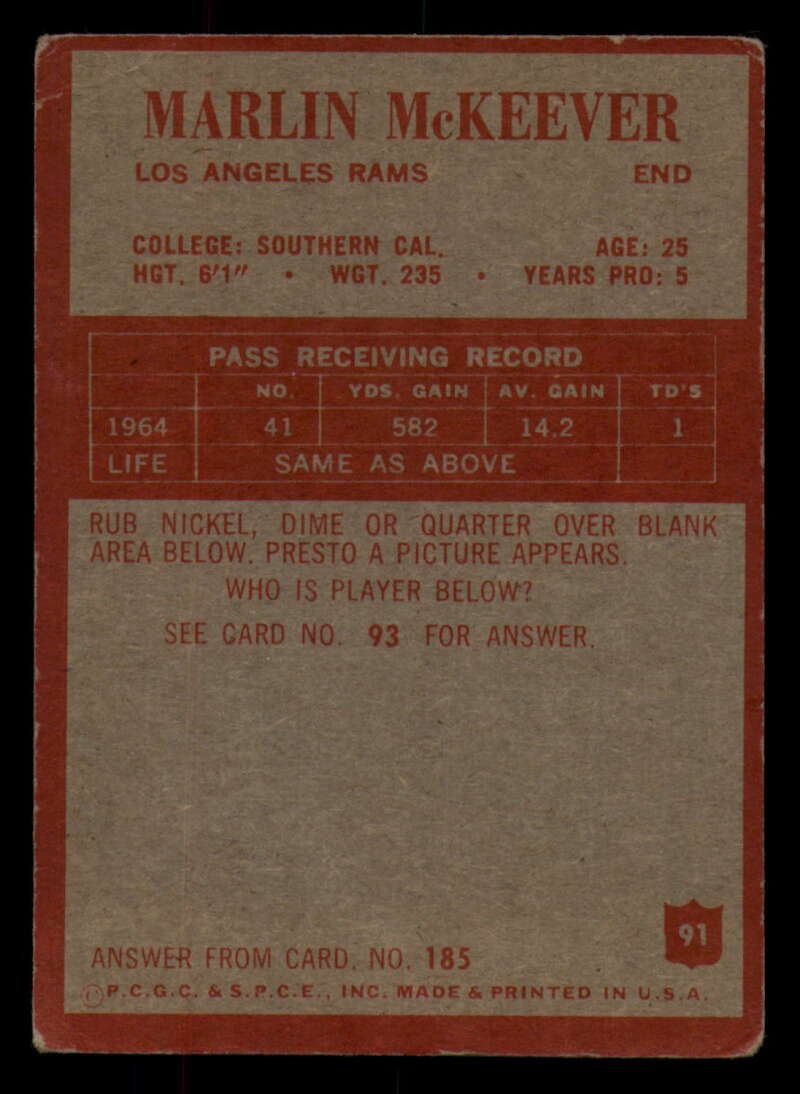 MARLIN McKEEVER
LOS ANGELES RAMS END
COLLEGE: SOUTHERN CAL. AGE: 25
HGT. 6'1" • WGT. 235 • YEARS PRO: 5
PASS RECEIVING RECORD
NO. YDS. GAIN AV. GAIN TD'S
1964 41 582 14.2 1
LIFE SAME AS ABOVE
RUB NICKEL, DIME OR QUARTER OVER BLANK
AREA BELOW. PRESTO A PICTURE APPEARS.
WHO IS PLAYER BELOW?
SEE CARD NO. 93 FOR ANSWER.
91
ANSWER FROM CARD. NO. 185
P.C.G.C. & S.P.C.E., INC. MADE & PRINTED IN U.S.A.